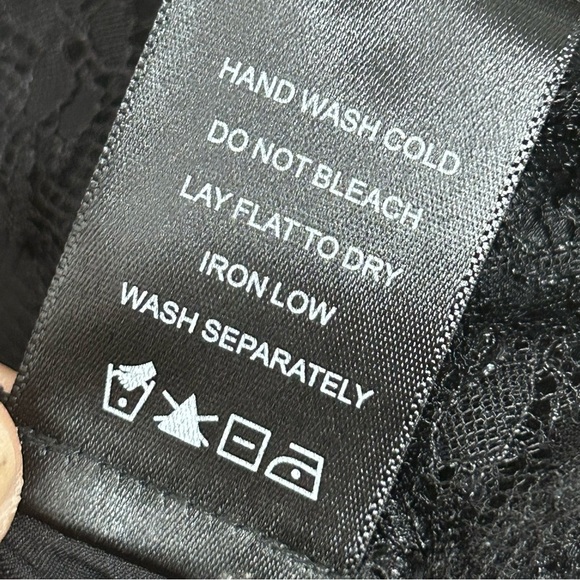 HAND WASH COLD
DO NOT BLEACH
LAY FLAT TO DRY
IRON LOW
WASH SEPARATELY